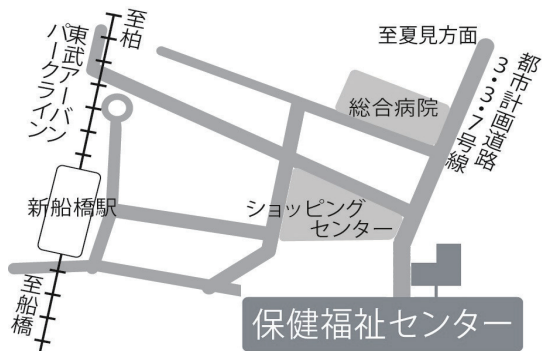 至柏
東武アーバン
パークライン
至夏見方面
都市計画道路
3・3・7号線
総合病院
新船橋駅
ショッピング
センター
至船橋
保健福祉センター